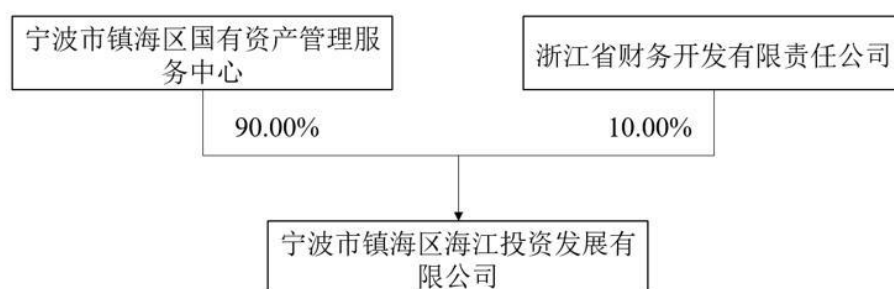 宁波市镇海区国有资产管理服
务中心
浙江省财务开发有限责任公司
90.00%
10.00%
宁波市镇海区海江投资发展有
限公司